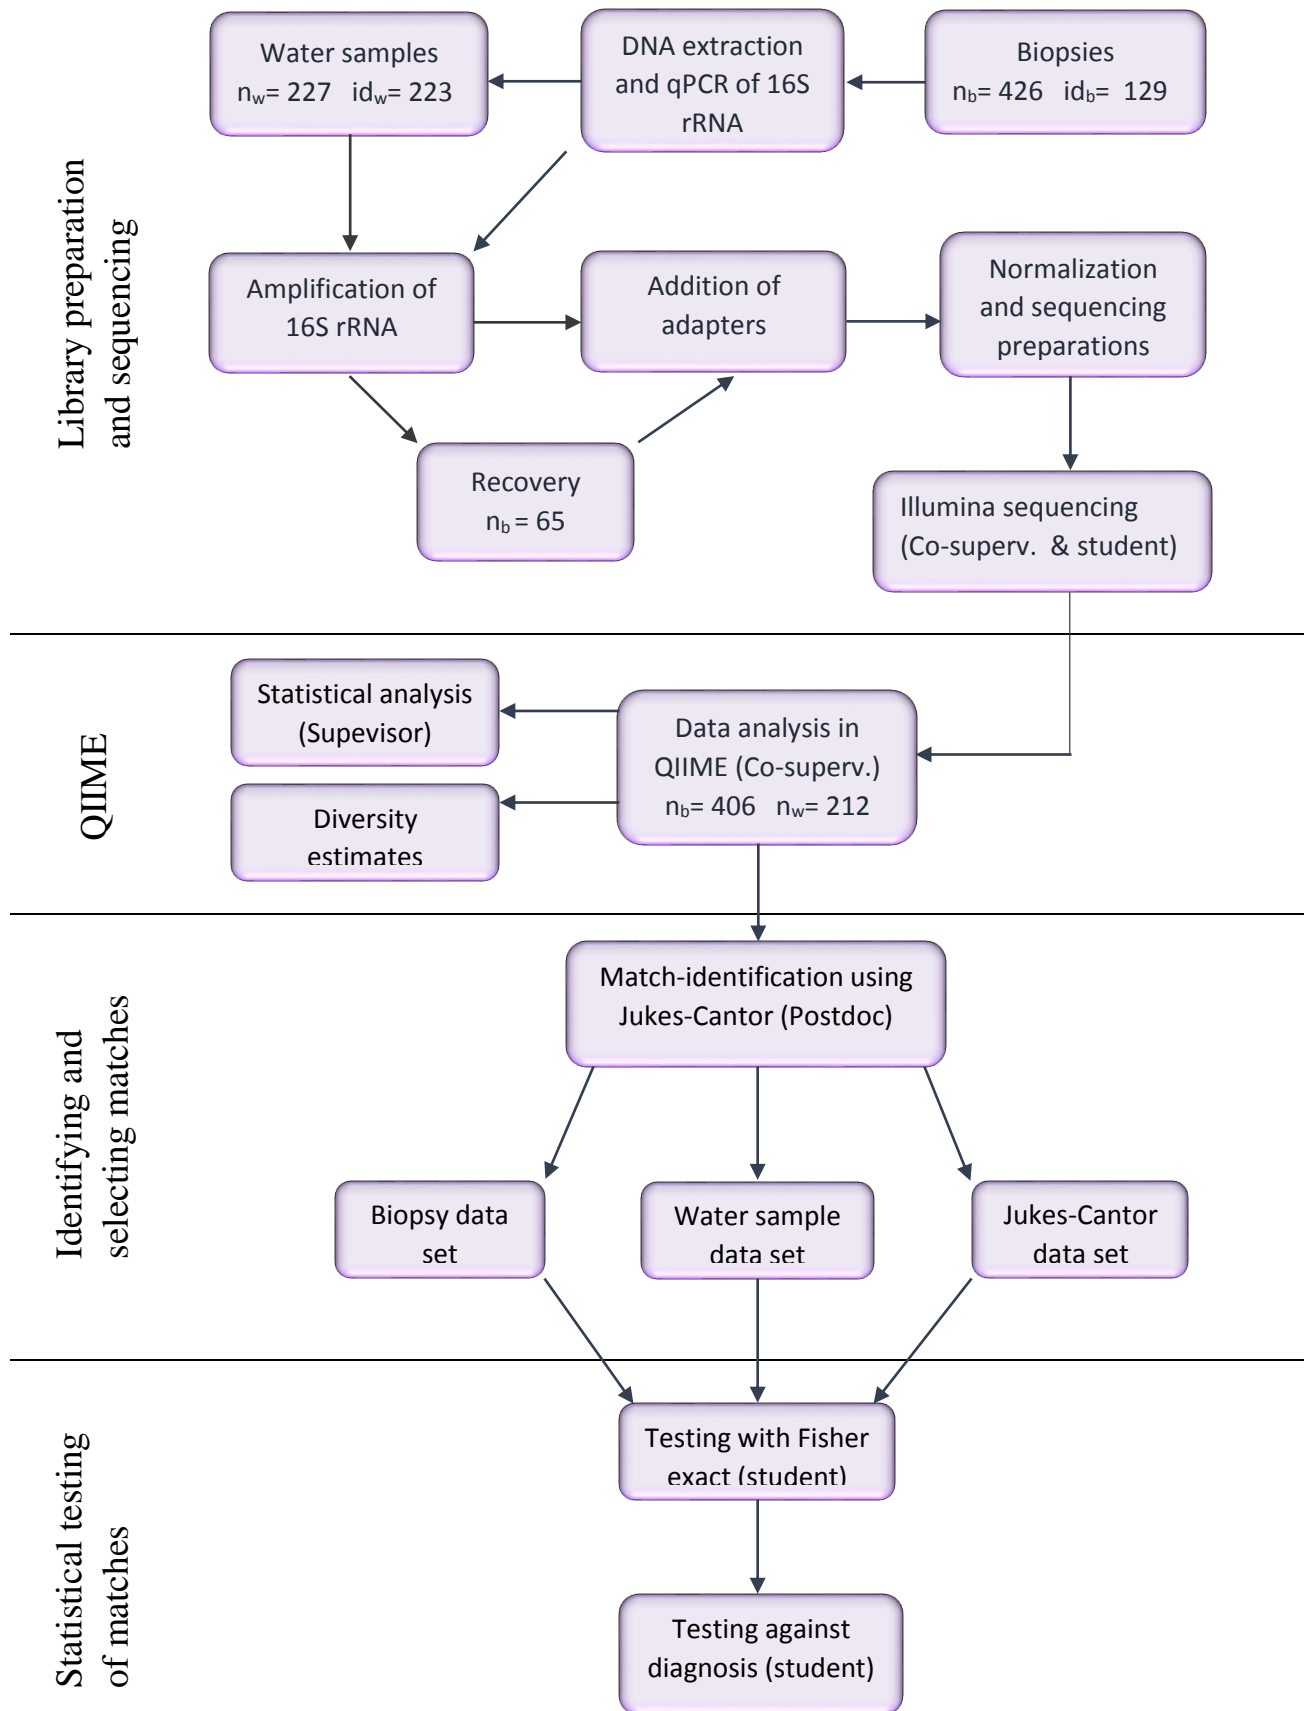 Library preparation
and sequencing
Water samples
nw= 227 idw= 223
DNA extraction
and qPCR of 16S
rRNA
Biopsies
nb= 426 idb= 129
Amplification of
16S rRNA
Addition of
adapters
Normalization
and sequencing
preparations
Recovery
nb = 65
Illumina sequencing
(Co-superv. & student)
QIIME
Statistical analysis
(Supevisor)
Diversity
estimates
Data analysis in
QIIME (Co-superv.)
nb= 406 nw= 212
Identifying and
selecting matches
Match-identification using
Jukes-Cantor (Postdoc)
Biopsy data
set
Water sample
data set
Jukes-Cantor
data set
Statistical testing
of matches
Testing with Fisher
exact (student)
Testing against
diagnosis (student)